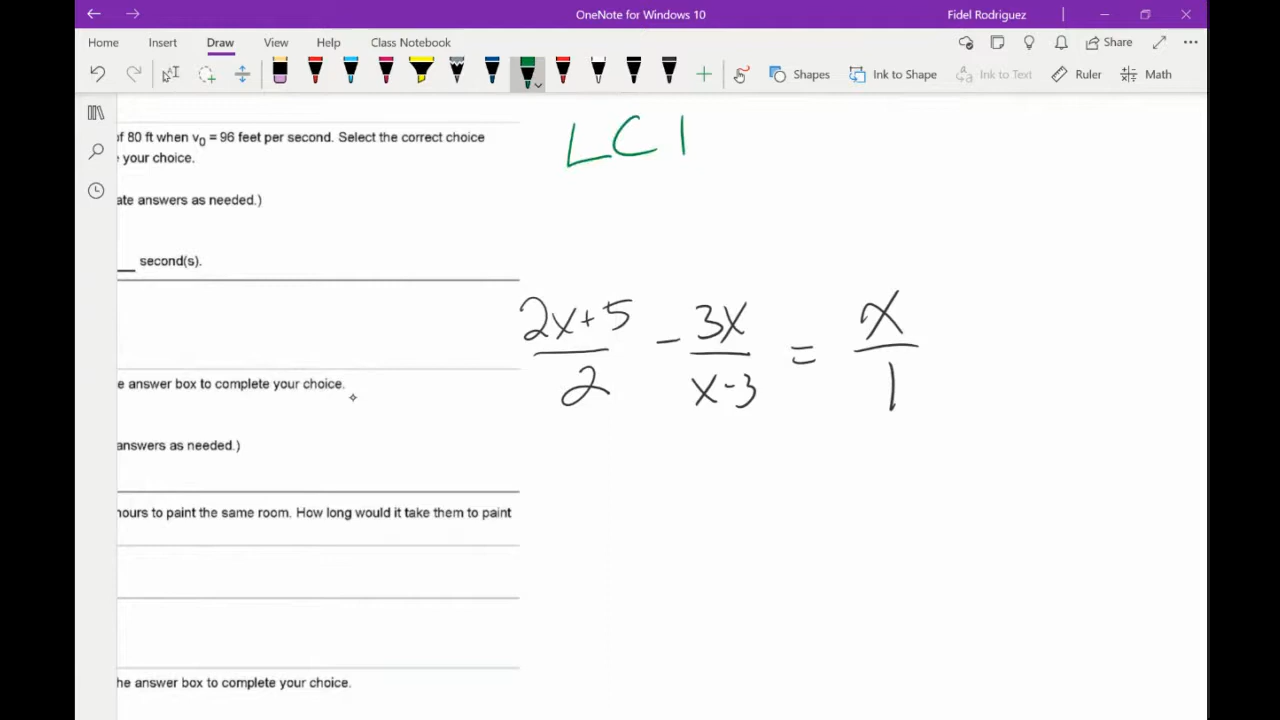 OneNote for Windows 10
Fidel Rodriguez
Home Insert Draw View Help Class Notebook
Share
Shapes Ink to Shape Ink to Text Ruler Math
of 80 ft when v0 = 96 feet per second. Select the correct choice
your choice.
ate answers as needed.)
__ second(s).
e answer box to complete your choice.
answers as needed.)
hours to paint the same room. How long would it take them to paint
he answer box to complete your choice.
LC
2x+5 / 2 - 3x / x-3 = x / 1